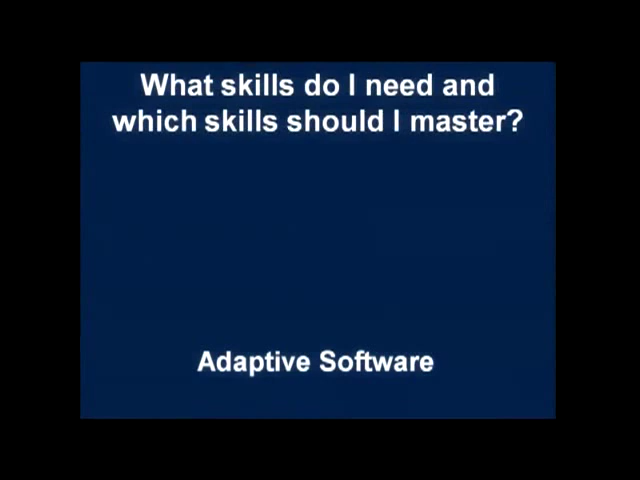 What skills do I need and
which skills should I master?
Adaptive Software